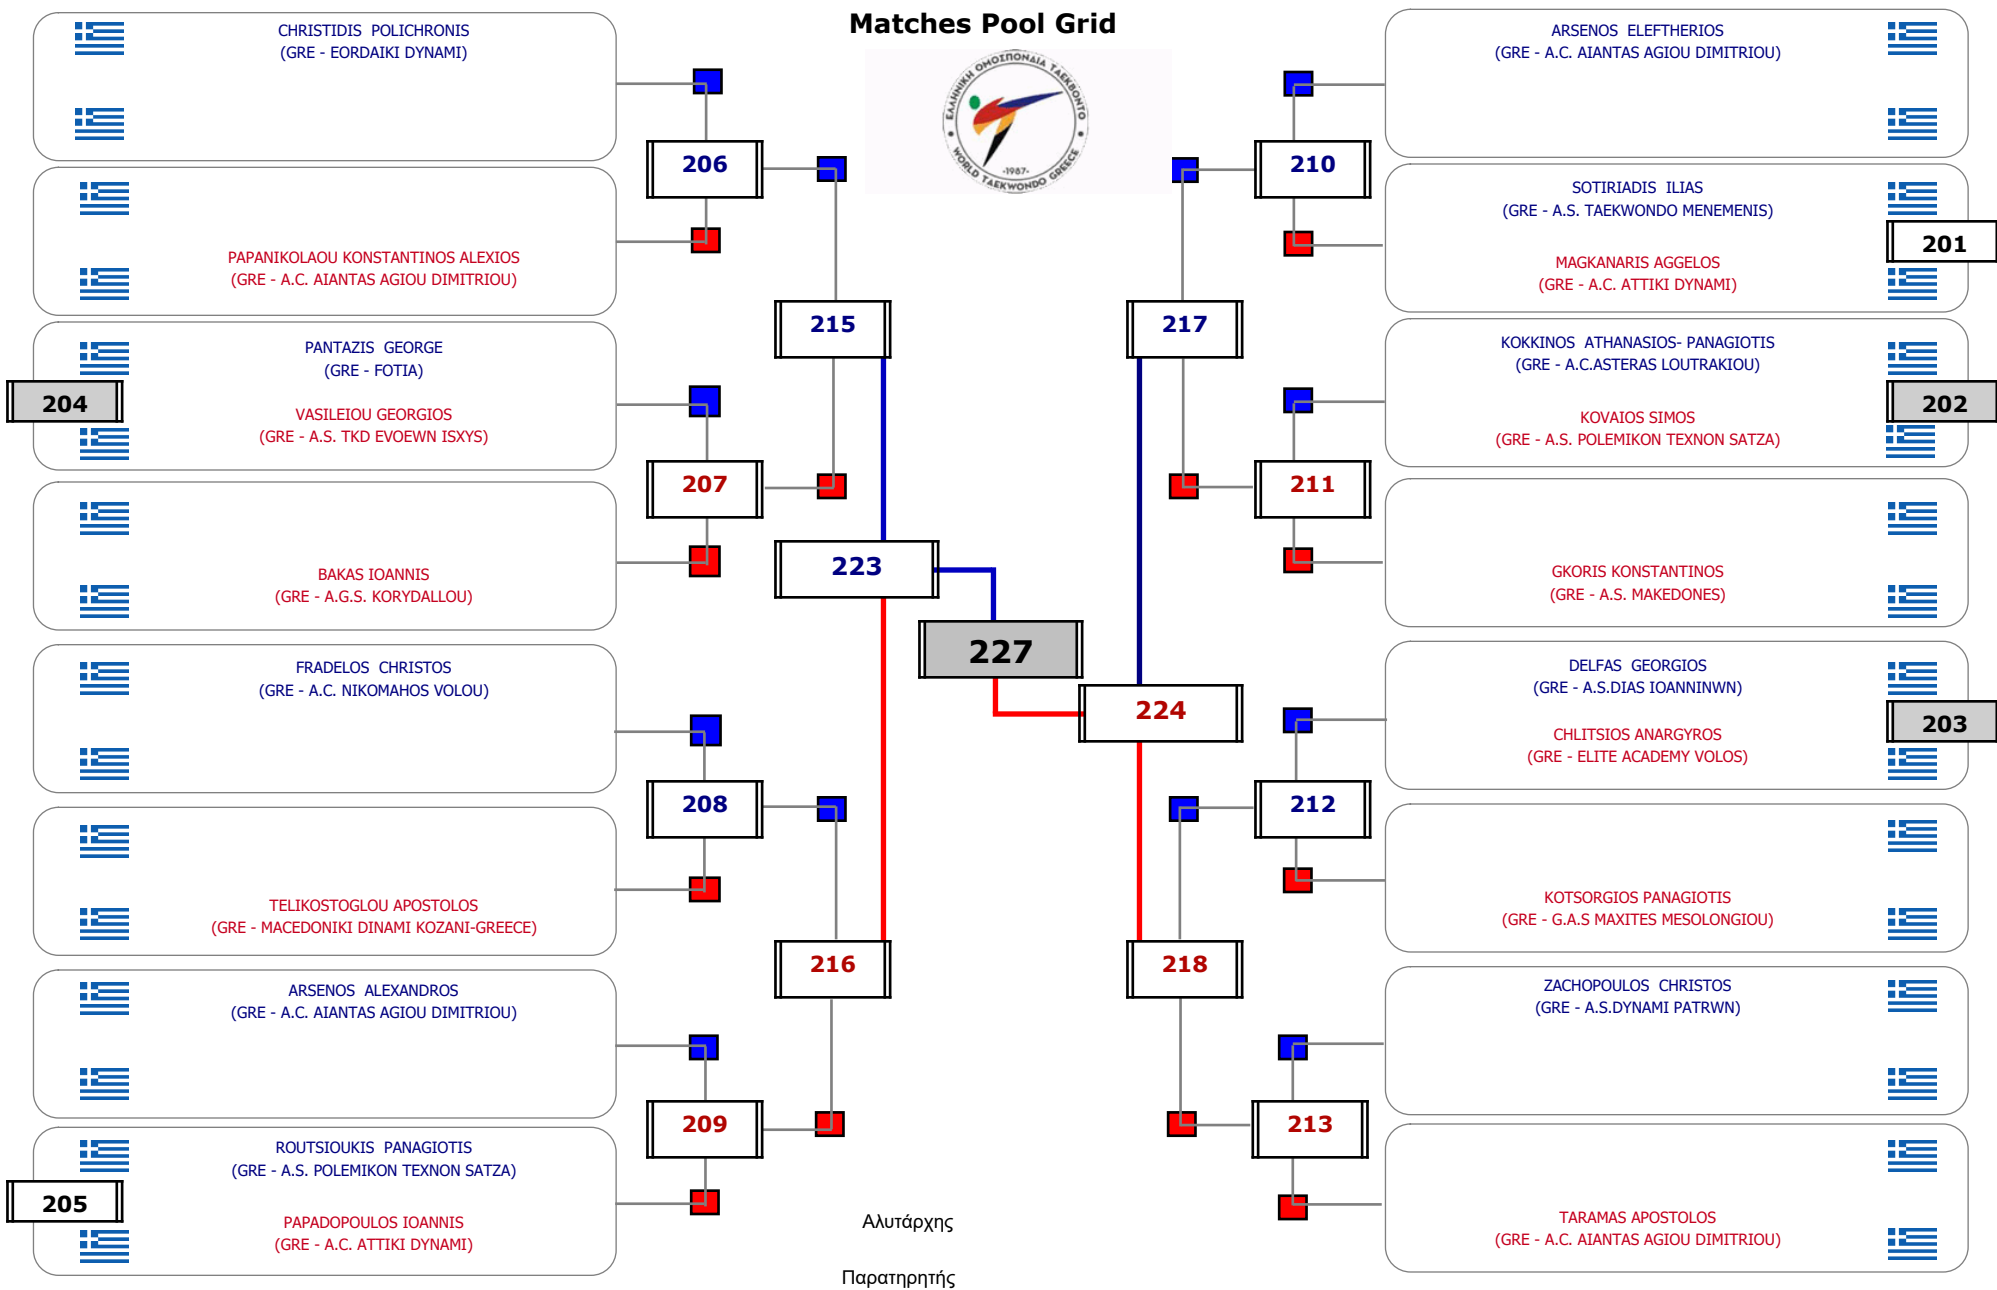 Matches Pool Grid
ΕΛΛΗΝΙΚΗ ΟΜΟΣΠΟΝΔΙΑ ΤΑΕΚΒΟΝΤΟ
-1987-
WORLD TAEKWONDO GREECE
CHRISTIDIS POLICHRONIS
(GRE - EORDAIKI DYNAMI)
206
PAPANIKOLAOU KONSTANTINOS ALEXIOS
(GRE - A.C. AIANTAS AGIOU DIMITRIOU)
215
PANTAZIS GEORGE
(GRE - FOTIA)
204
VASILEIOU GEORGIOS
(GRE - A.S. TKD EVOEWN ISXYS)
207
BAKAS IOANNIS
(GRE - A.G.S. KORYDALLOU)
223
FRADELOS CHRISTOS
(GRE - A.C. NIKOMAHOS VOLOU)
208
TELIKOSTOGLOU APOSTOLOS
(GRE - MACEDONIKI DINAMI KOZANI-GREECE)
216
ARSENOS ALEXANDROS
(GRE - A.C. AIANTAS AGIOU DIMITRIOU)
209
ROUTSIOUKIS PANAGIOTIS
(GRE - A.S. POLEMIKON TEXNON SATZA)
205
PAPADOPOULOS IOANNIS
(GRE - A.C. ATTIKI DYNAMI)
227
ARSENOS ELEFTHERIOS
(GRE - A.C. AIANTAS AGIOU DIMITRIOU)
210
SOTIRIADIS ILIAS
(GRE - A.S. TAEKWONDO MENEMENIS)
201
MAGKANARIS AGGELOS
(GRE - A.C. ATTIKI DYNAMI)
217
KOKKINOS ATHANASIOS- PANAGIOTIS
(GRE - A.C.ASTERAS LOUTRAKIOU)
202
KOVAIOS SIMOS
(GRE - A.S. POLEMIKON TEXNON SATZA)
211
GKORIS KONSTANTINOS
(GRE - A.S. MAKEDONES)
224
DELFAS GEORGIOS
(GRE - A.S.DIAS IOANNINWN)
203
CHLITSIOS ANARGYROS
(GRE - ELITE ACADEMY VOLOS)
212
KOTSORGIOS PANAGIOTIS
(GRE - G.A.S MAXITES MESOLONGIOU)
218
ZACHOPOULOS CHRISTOS
(GRE - A.S.DYNAMI PATRWN)
213
TARAMAS APOSTOLOS
(GRE - A.C. AIANTAS AGIOU DIMITRIOU)
Αλυτάρχης
Παρατηρητής